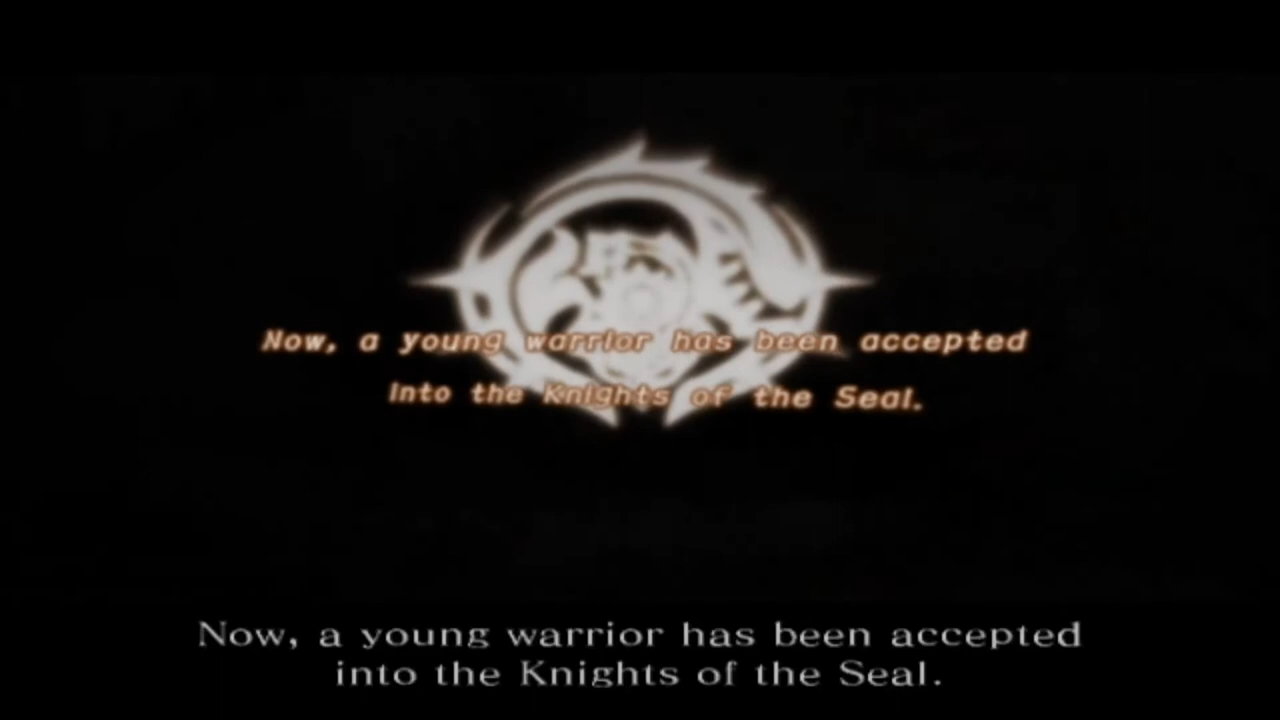 Now, a young warrior has been accepted
into the Knights of the Seal.
Now, a young warrior has been accepted
into the Knights of the Seal.